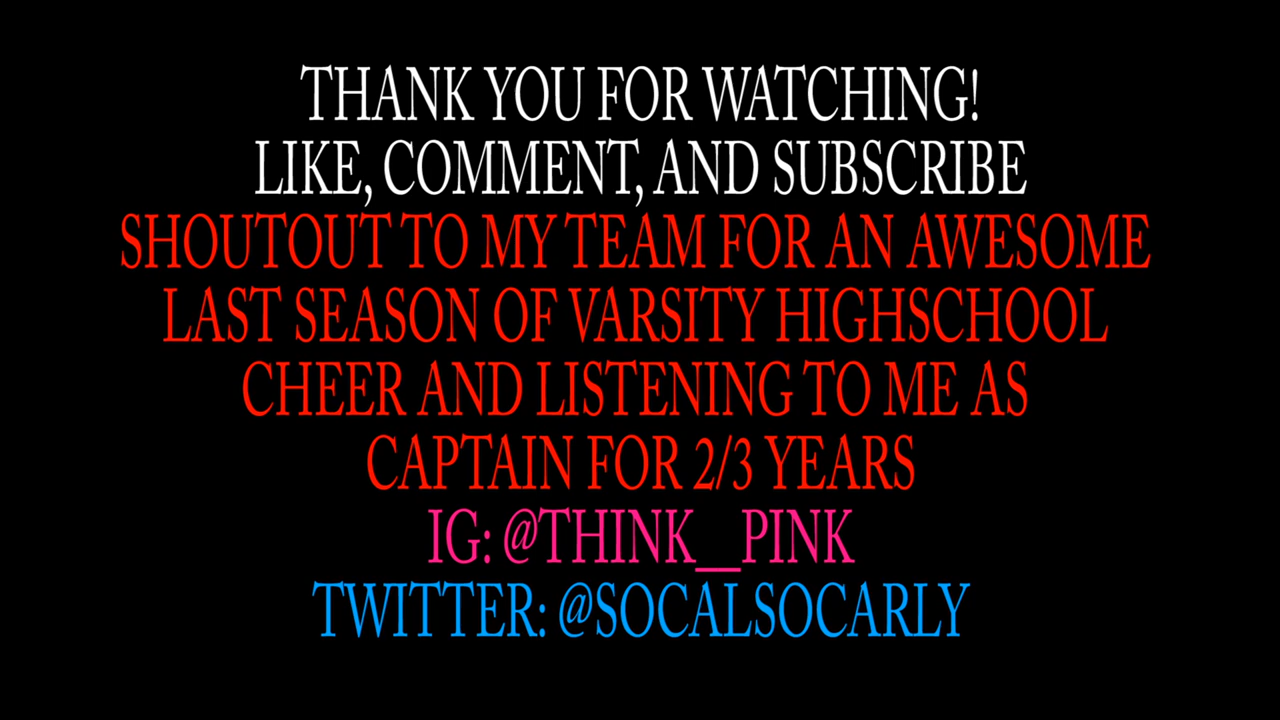 THANK YOU FOR WATCHING!
LIKE, COMMENT, AND SUBSCRIBE
SHOUTOUT TO MY TEAM FOR AN AWESOME
LAST SEASON OF VARSITY HIGHSCHOOL
CHEER AND LISTENING TO ME AS
CAPTAIN FOR 2/3 YEARS
IG: @THINK__PINK
TWITTER: @SOCALSOCARLY